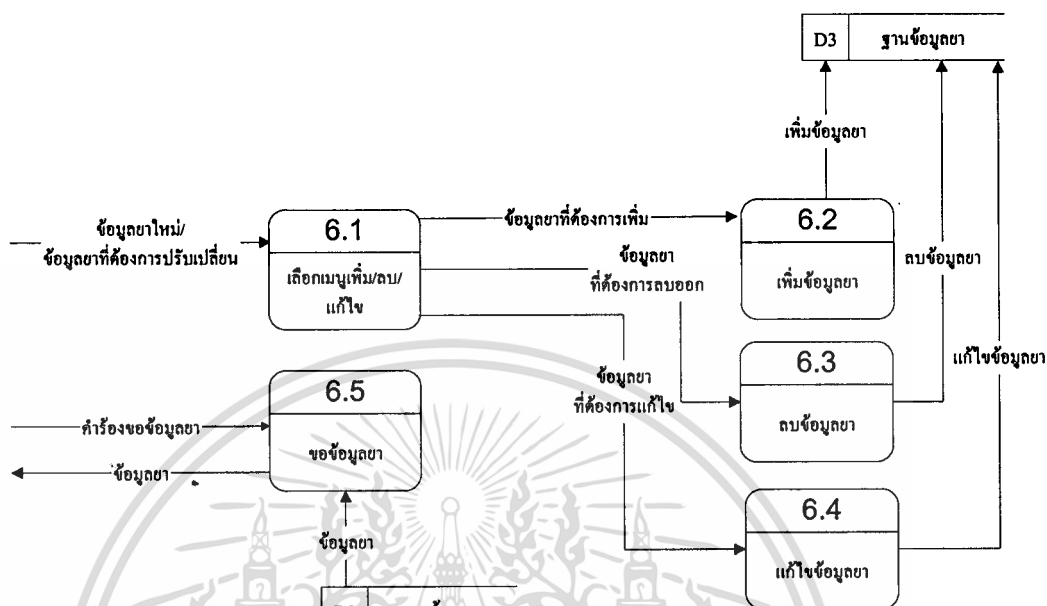 D3 ฐานข้อมูลยา
เพิ่มข้อมูลยา
ข้อมูลยาใหม่/
ข้อมูลยาที่ต้องการปรับเปลี่ยน
6.1
เลือกเมนูเพิ่ม/ลบ/
แก้ไข
ข้อมูลยาที่ต้องการเพิ่ม
6.2
เพิ่มข้อมูลยา
ข้อมูลยา
ที่ต้องการลบออก
ลบข้อมูลยา
6.3
ลบข้อมูลยา
แก้ไขข้อมูลยา
ข้อมูลยา
ที่ต้องการแก้ไข
6.5
ขอข้อมูลยา
คำร้องขอข้อมูลยา
ข้อมูลยา
6.4
แก้ไขข้อมูลยา
ข้อมูลยา